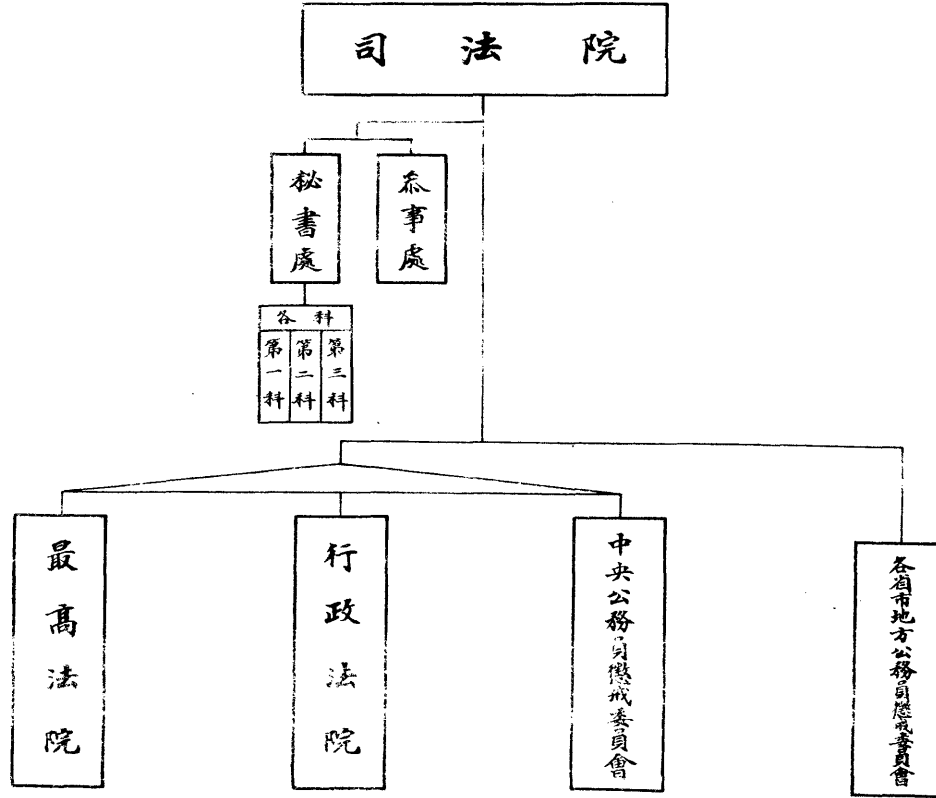 司法院
秘書處
叅事處
各科
第一科
第二科
第三科
最高法院
行政法院
中央公務員懲戒委員會
各省市地方公務員懲戒委員會